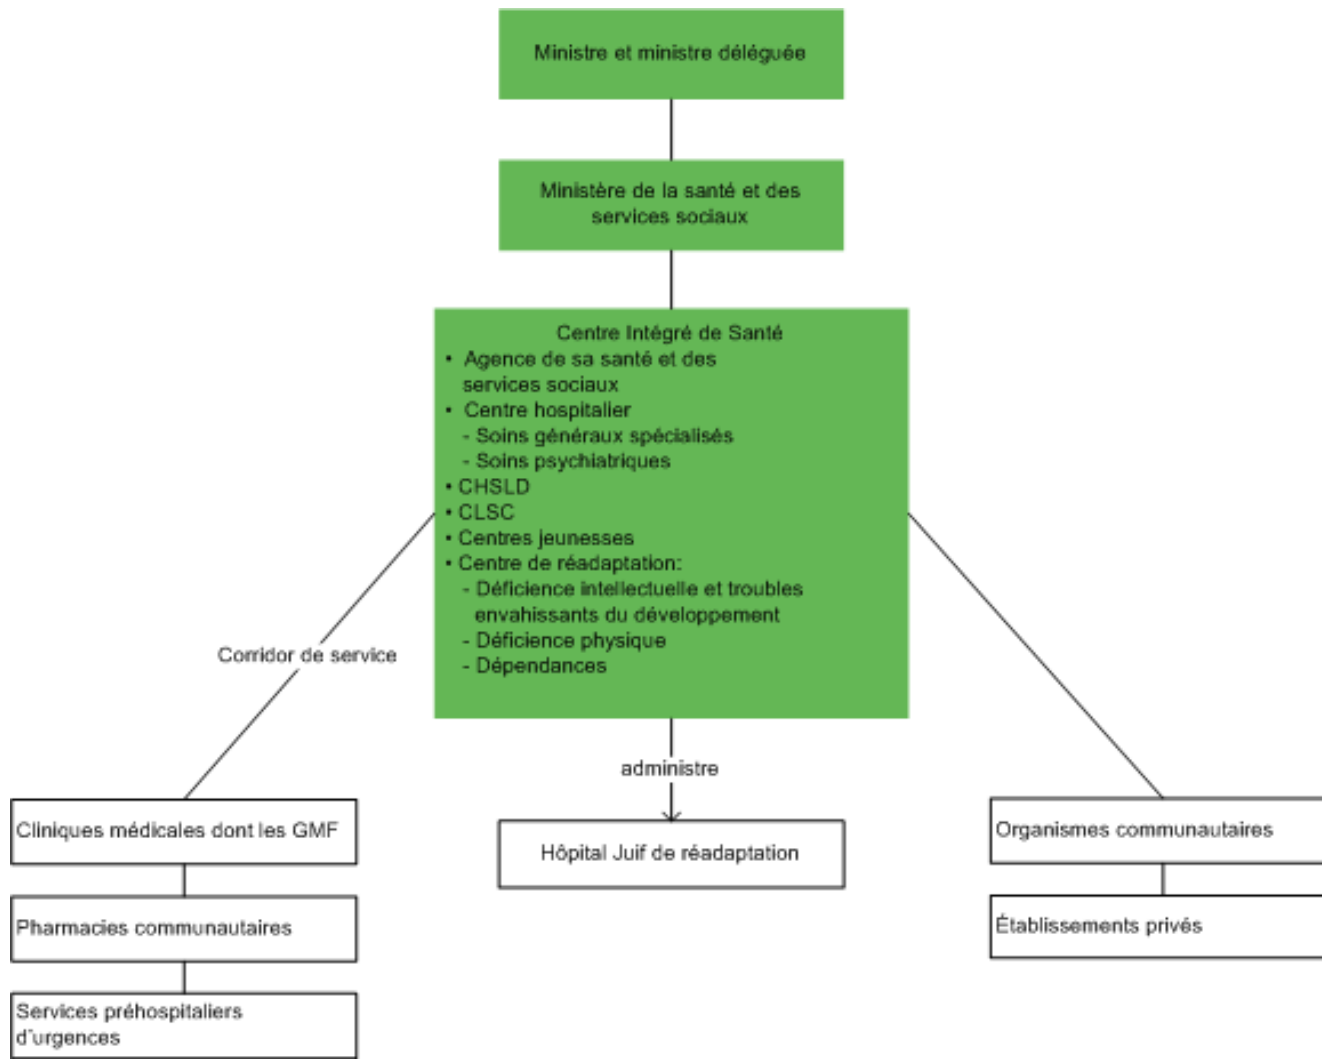 Ministre et ministre déléguée
Ministère de la santé et des
services sociaux
Centre Intégré de Santé
• Agence de sa santé et des
services sociaux
• Centre hospitalier
- Soins généraux spécialisés
- Soins psychiatriques
• CHSLD
• CLSC
• Centres jeunesses
• Centre de réadaptation:
- Déficience intellectuelle et troubles
envahissants du développement
- Déficience physique
- Dépendances
Corridor de service
administre
Cliniques médicales dont les GMF
Pharmacies communautaires
Services préhospitaliers
d'urgences
Hôpital Juif de réadaptation
Organismes communautaires
Établissements privés